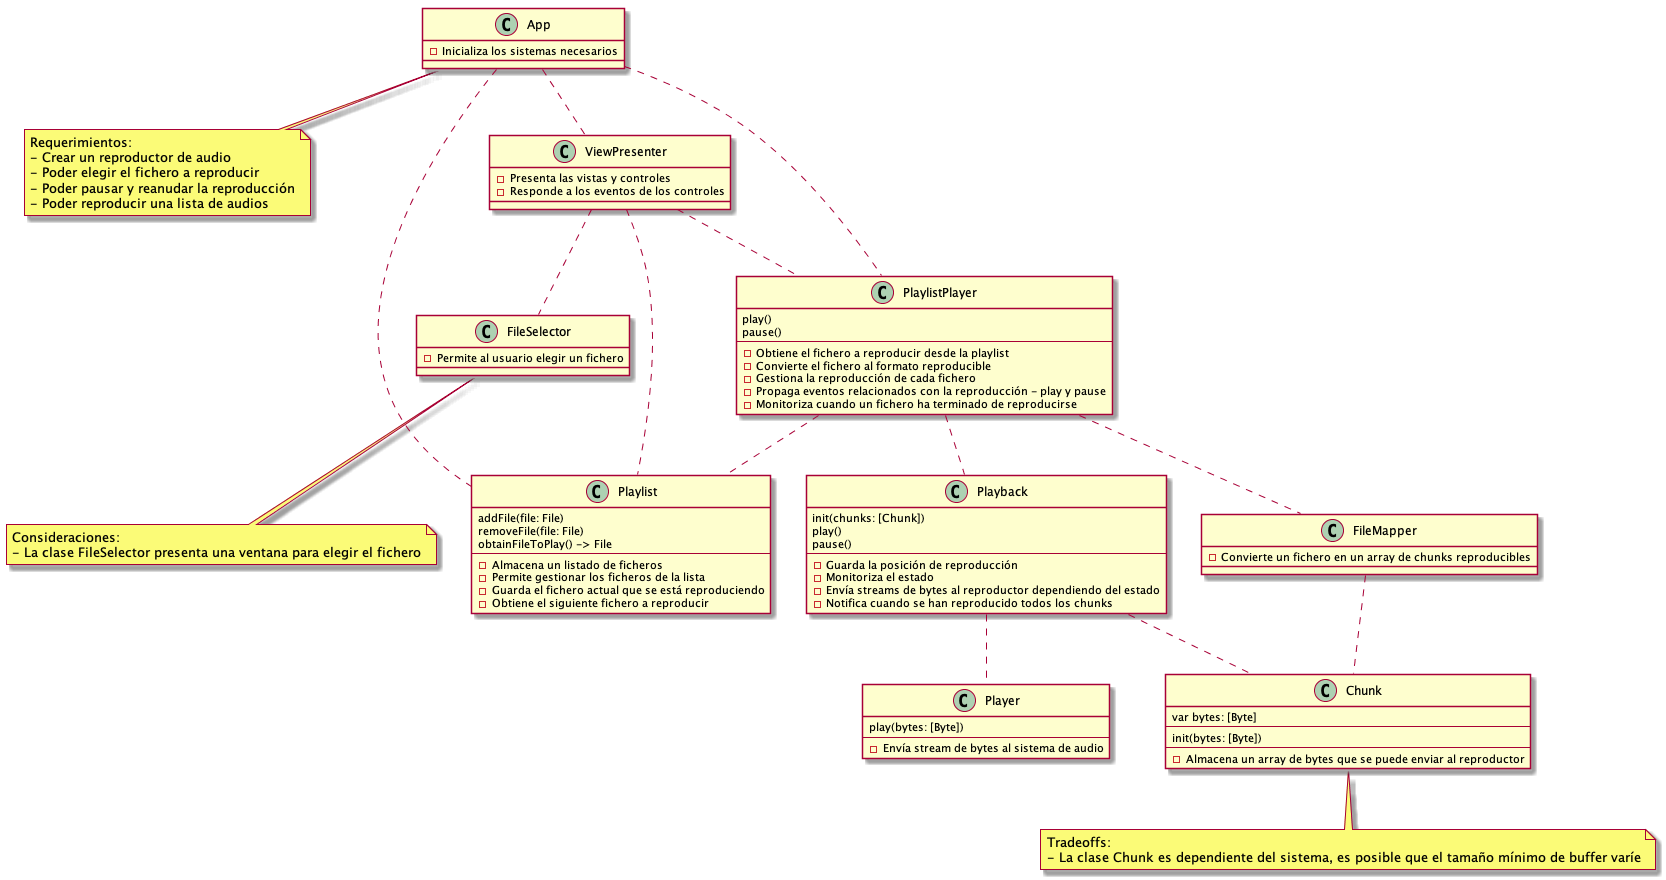 C App
Inicializa los sistemas necesarios
Requerimientos:
- Crear un reproductor de audio
- Poder elegir el fichero a reproducir
- Poder pausar y reanudar la reproducción
- Poder reproducir una lista de audios
C ViewPresenter
Presenta las vistas y controles
Responde a los eventos de los controles
C PlaylistPlayer
play()
pause()
Obtiene el fichero a reproducir desde la playlist
Convierte el fichero al formato reproducible
Gestiona la reproducción de cada fichero
Propaga eventos relacionados con la reproducción - play y pause
Monitoriza cuando un fichero ha terminado de reproducirse
C FileSelector
Permite al usuario elegir un fichero
Consideraciones:
- La clase FileSelector presenta una ventana para elegir el fichero
C Playlist
addFile(file: File)
removeFile(file: File)
obtainFileToPlay() -> File
Almacena un listado de ficheros
Permite gestionar los ficheros de la lista
Guarda el fichero actual que se está reproduciendo
Obtiene el siguiente fichero a reproducir
C Playback
init(chunks: [Chunk])
play()
pause()
Guarda la posición de reproducción
Monitoriza el estado
Envía streams de bytes al reproductor dependiendo del estado
Notifica cuando se han reproducido todos los chunks
C FileMapper
Convierte un fichero en un array de chunks reproducibles
C Player
play(bytes: [Byte])
Envía stream de bytes al sistema de audio
C Chunk
var bytes: [Byte]
init(bytes: [Byte])
Almacena un array de bytes que se puede enviar al reproductor
Tradeoffs:
- La clase Chunk es dependiente del sistema, es posible que el tamaño mínimo de buffer varíe